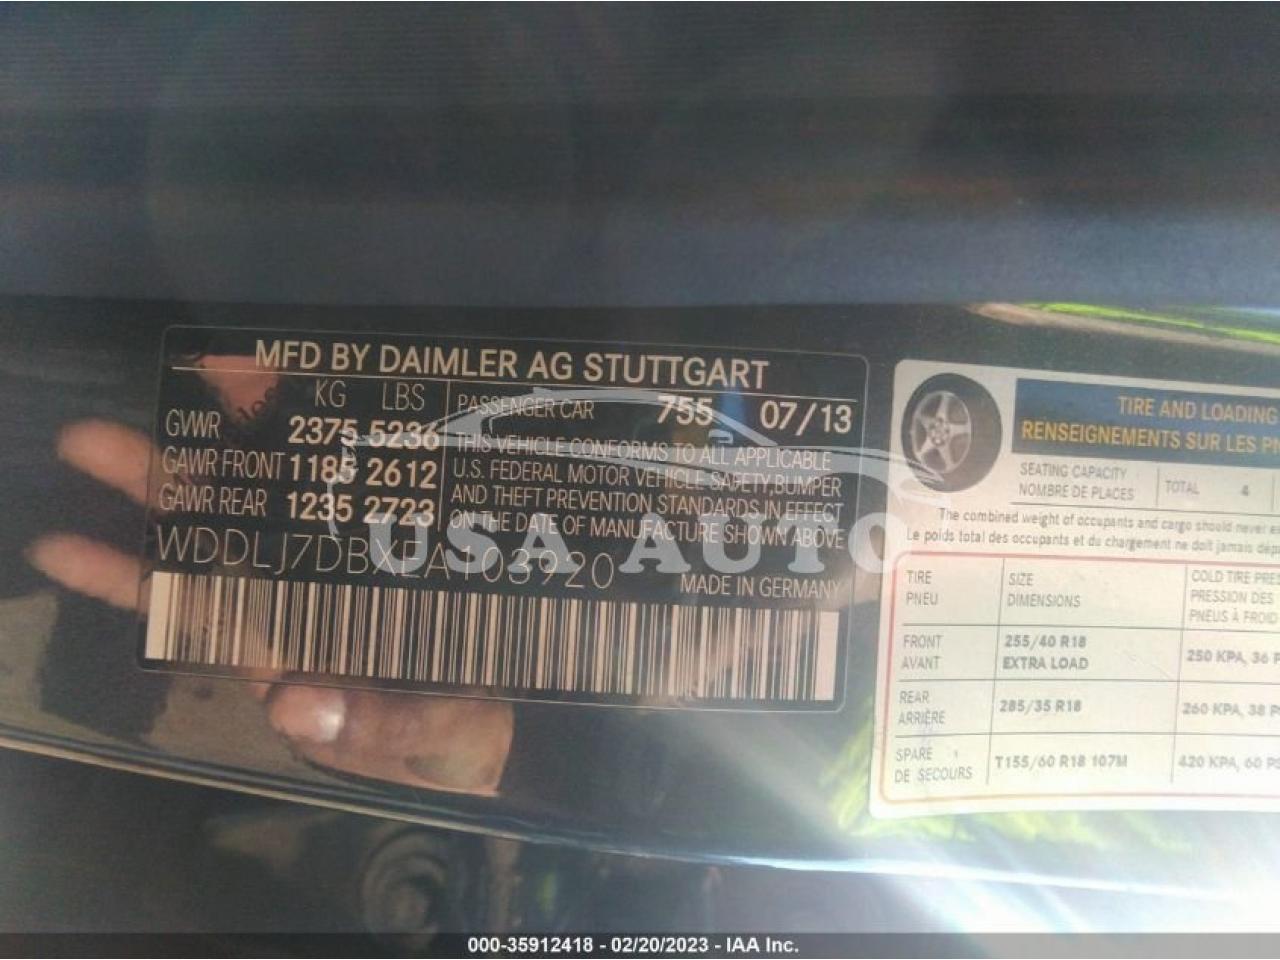 MFD BY DAIMLER AG STUTTGART
KG LBS
GVWR 2375 5236
GAWR FRONT 1185 2612
GAWR REAR 1235 2723
PASSENGER CAR 755 07/13
THIS VEHICLE CONFORMS TO ALL APPLICABLE
U.S. FEDERAL MOTOR VEHICLE SAFETY,BUMPER
AND THEFT PREVENTION STANDARDS IN EFFECT
ON THE DATE OF MANUFACTURE SHOWN ABOVE
WDDLJ7DBXEA103920
MADE IN GERMANY
USA AUTO
TIRE AND LOADING
RENSEIGNEMENTS SUR LES
SEATING CAPACITY
NOMBRE DE PLACES
TOTAL 4
The combined weight of occupants and cargo should never
Le poids total des occupants et du chargement ne doit jamais
TIRE
PNEU
SIZE
DIMENSIONS
COLD TIRE
PRESSION DES
PNEUS À FROID
FRONT
AVANT
255/40 R18
EXTRA LOAD
250 KPA, 36
REAR
ARRIÈRE
285/35 R18
260 KPA, 38
SPARE
DE SECOURS
T155/60 R18 107M
420 KPA, 60
000-35912418 - 02/20/2023 - IAA Inc.